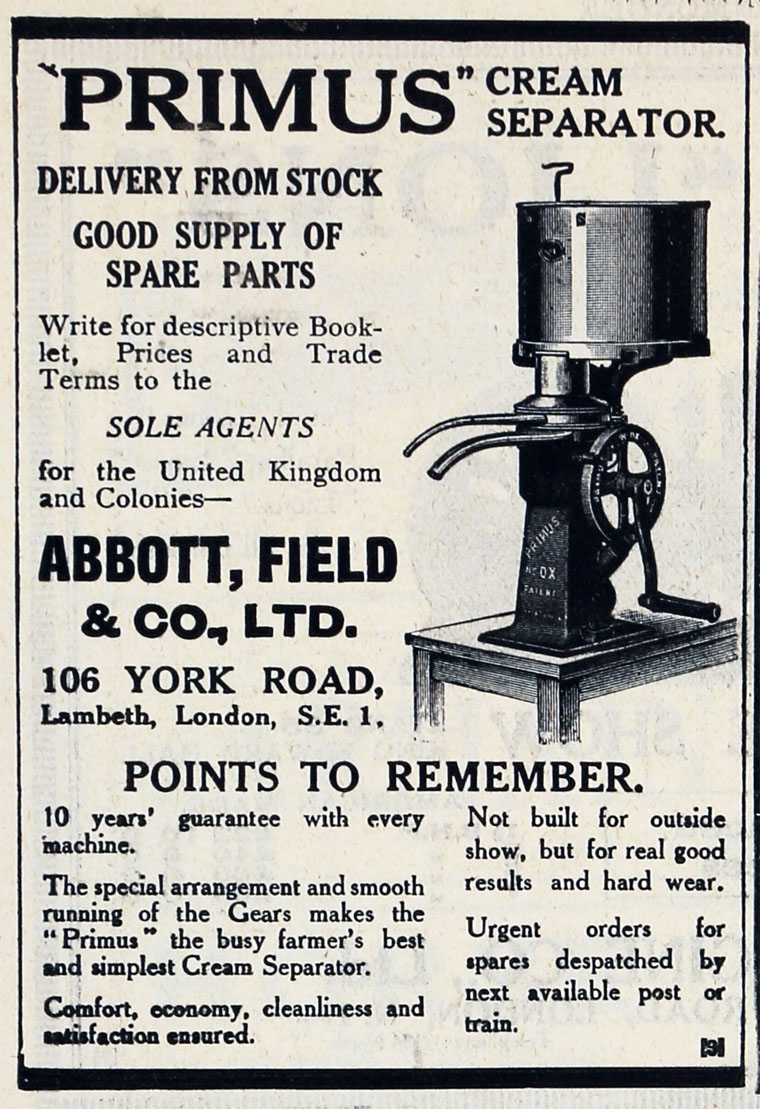 "PRIMUS" CREAM
SEPARATOR.
DELIVERY FROM STOCK
GOOD SUPPLY OF
SPARE PARTS
Write for descriptive Book-
let, Prices and Trade
Terms to the
SOLE AGENTS
for the United Kingdom
and Colonies—
ABBOTT, FIELD
& CO., LTD.
106 YORK ROAD,
Lambeth, London, S.E. 1.
PRIMUS
No 0X
PATENT
POINTS TO REMEMBER.
10 years' guarantee with every
machine.
The special arrangement and smooth
running of the Gears makes the
"Primus" the busy farmer's best
and simplest Cream Separator.
Comfort, economy, cleanliness and
satisfaction ensured.
Not built for outside
show, but for real good
results and hard wear.
Urgent orders for
spares despatched by
next available post or
train.
[9]